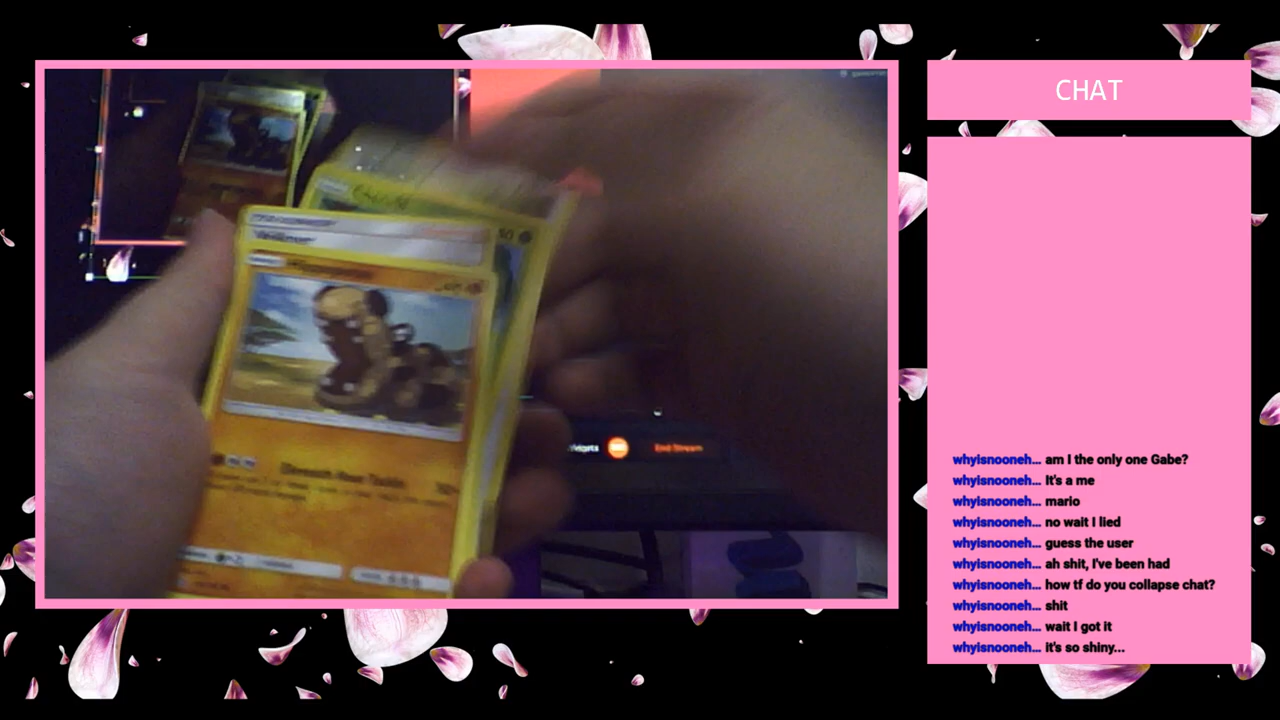 CHAT
whyisnooneh... am I the only one Gabe?
whyisnooneh... It's a me
whyisnooneh... mario
whyisnooneh... no wait I lied
whyisnooneh... guess the user
whyisnooneh... ah shit, I've been had
whyisnooneh... how tf do you collapse chat?
whyisnooneh... shit
whyisnooneh... wait I got it
whyisnooneh... it's so shiny...
End Stream